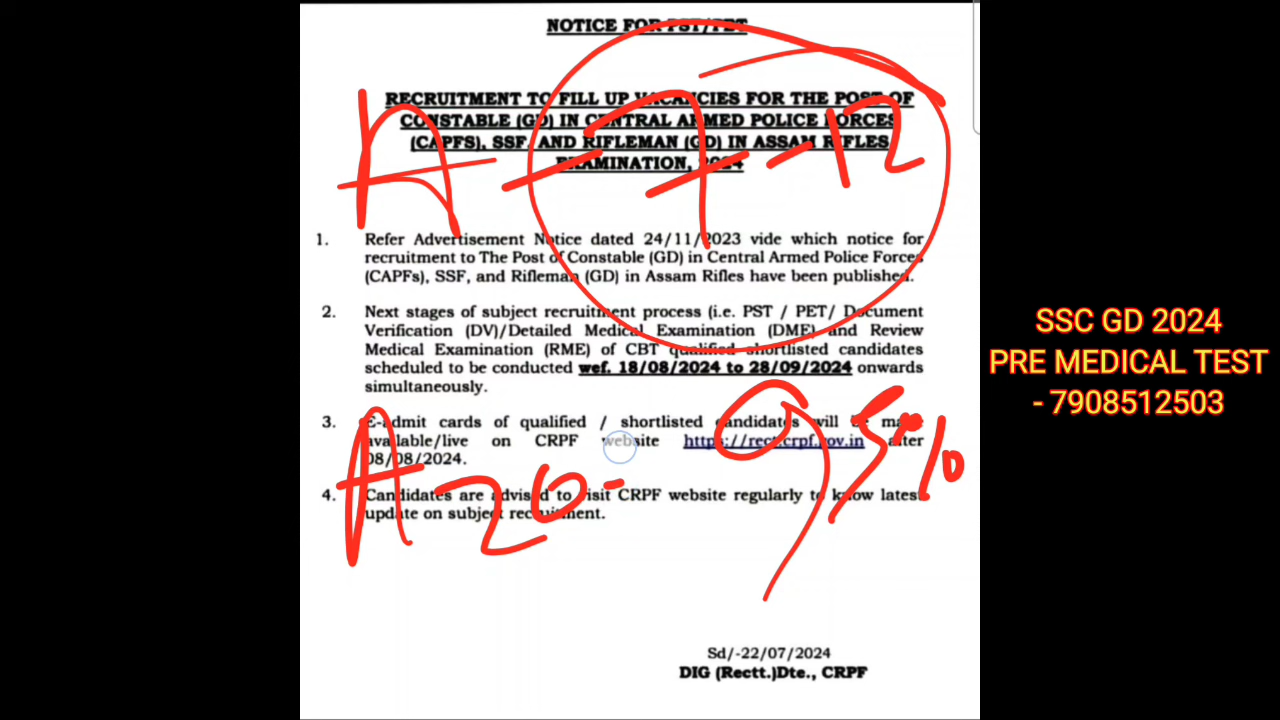 NOTICE FOR PST/PET
RECRUITMENT TO FILL UP VACANCIES FOR THE POST OF
CONSTABLE (GD) IN CENTRAL ARMED POLICE FORCES
(CAPFS), SSF, AND RIFLEMAN (GD) IN ASSAM RIFLES
EXAMINATION, 2024
A - 7 - 12
1. Refer Advertisement Notice dated 24/11/2023 vide which notice for
recruitment to The Post of Constable (GD) in Central Armed Police Forces
(CAPFs), SSF, and Rifleman (GD) in Assam Rifles have been published.
2. Next stages of subject recruitment process (i.e. PST / PET/ Document
Verification (DV)/Detailed Medical Examination (DME) and Review
Medical Examination (RME) of CBT qualified shortlisted candidates
scheduled to be conducted wef. 18/08/2024 to 28/09/2024 onwards
simultaneously.
3. E-admit cards of qualified / shortlisted candidates will be made
available/live on CRPF website https://rect.crpf.gov.in after
08/08/2024.
4. Candidates are advised to visit CRPF website regularly to know latest
update on subject recruitment.
A 20- 95%
Sd/-22/07/2024
DIG (Rectt.)Dte., CRPF
SSC GD 2024
PRE MEDICAL TEST
- 7908512503